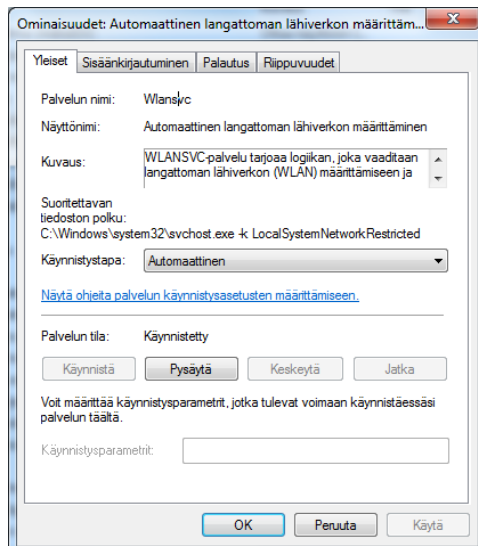 Ominaisuudet: Automaattinen langattoman lähiverkon määrittäm...
Yleiset Sisäänkirjautuminen Palautus Riippuvuudet
Palvelun nimi: Wlansvc
Näyttönimi: Automaattinen langattoman lähiverkon määrittäminen
Kuvaus: WLANSVC-palvelu tarjoaa logiikan, joka vaaditaan
langattoman lähiverkon (WLAN) määrittämiseen ja
Suoritettavan
tiedoston polku:
C:\Windows\system32\svchost.exe -k LocalSystemNetworkRestricted
Käynnistystapa: Automaattinen
Näytä ohjeita palvelun käynnistysasetusten määrittämiseen.
Palvelun tila: Käynnistetty
Käynnistä Pysäytä Keskeytä Jatka
Voit määrittää käynnistysparametrit, jotka tulevat voimaan käynnistäessäsi
palvelun täältä.
Käynnistysparametrit:
OK Peruuta Käytä